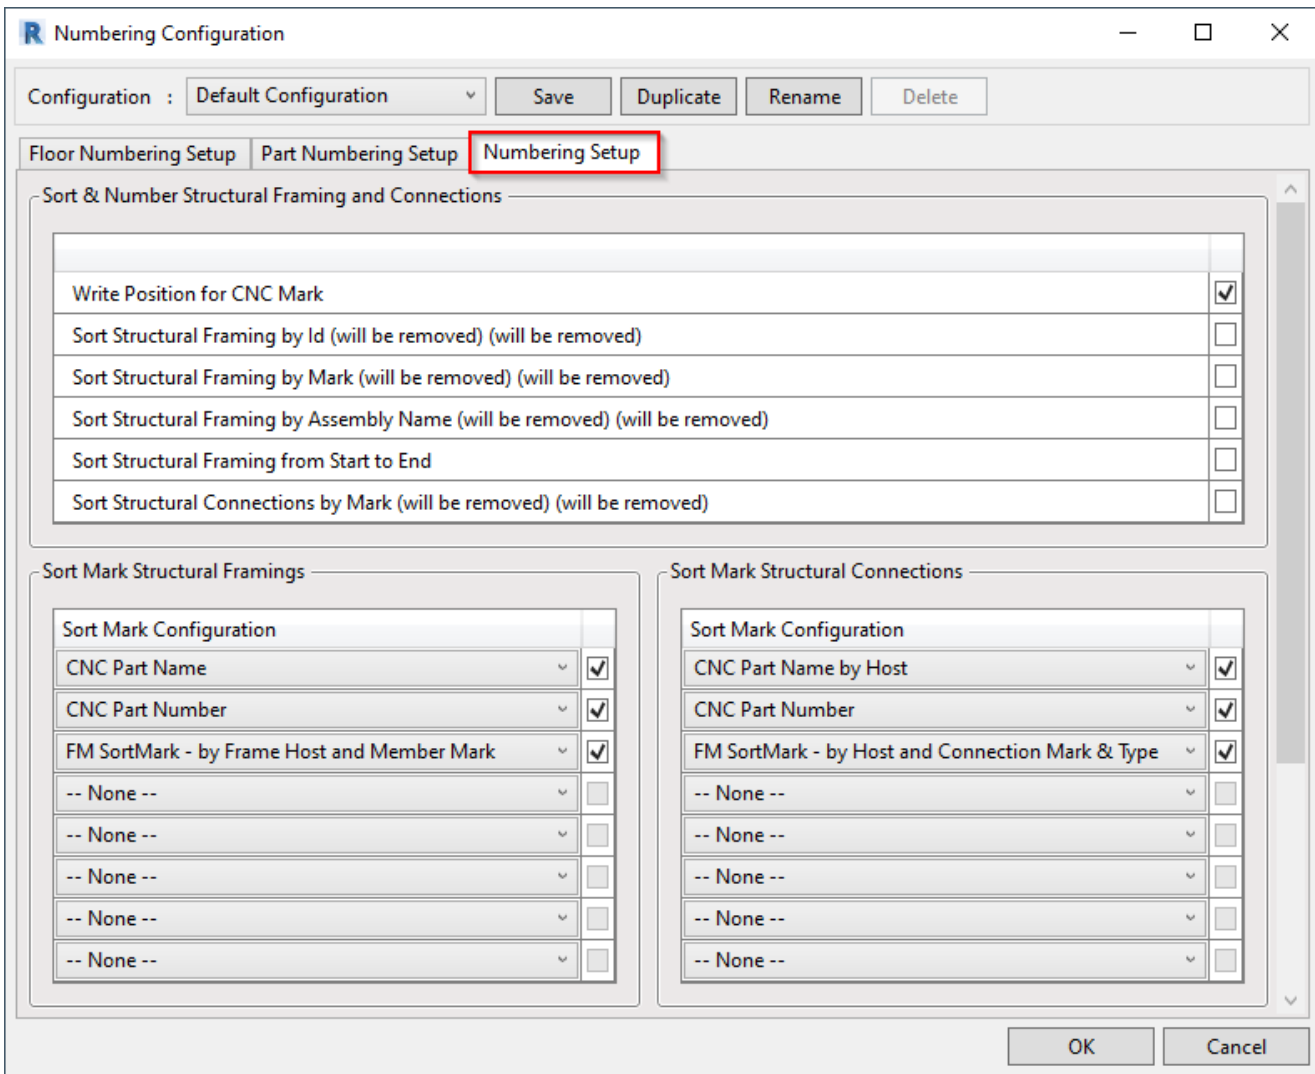 Numbering Configuration
Configuration : Default Configuration Save Duplicate Rename Delete
Floor Numbering Setup Part Numbering Setup Numbering Setup
Sort & Number Structural Framing and Connections
Write Position for CNC Mark
Sort Structural Framing by Id (will be removed) (will be removed)
Sort Structural Framing by Mark (will be removed) (will be removed)
Sort Structural Framing by Assembly Name (will be removed) (will be removed)
Sort Structural Framing from Start to End
Sort Structural Connections by Mark (will be removed) (will be removed)
Sort Mark Structural Framings
Sort Mark Configuration
CNC Part Name
CNC Part Number
FM SortMark - by Frame Host and Member Mark
-- None --
-- None --
-- None --
-- None --
-- None --
Sort Mark Structural Connections
Sort Mark Configuration
CNC Part Name by Host
CNC Part Number
FM SortMark - by Host and Connection Mark & Type
-- None --
-- None --
-- None --
-- None --
-- None --
OK Cancel